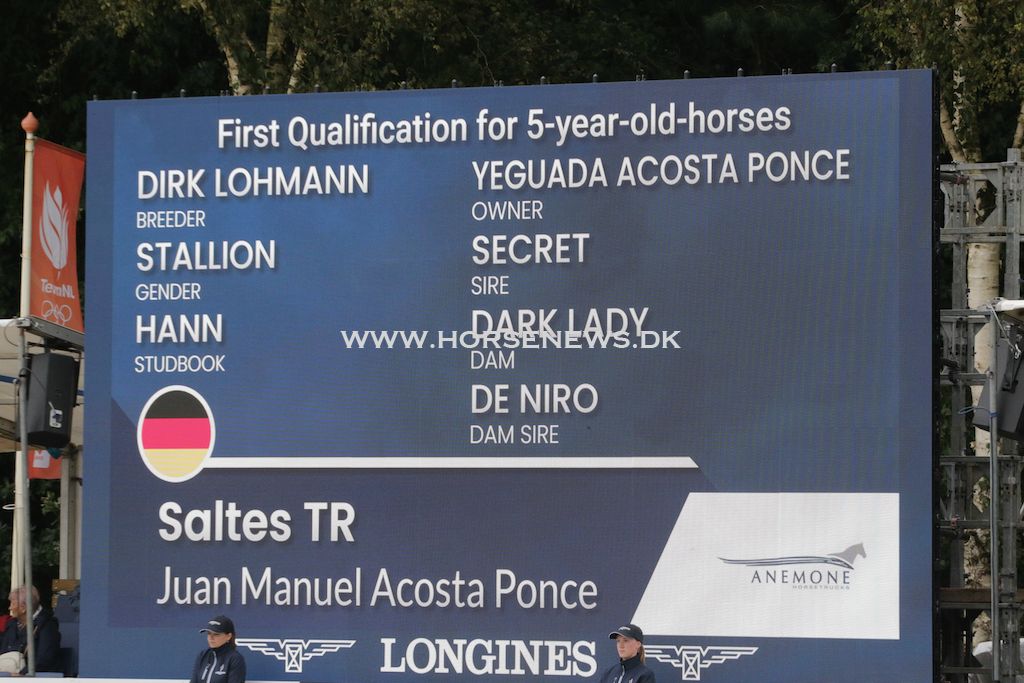 First Qualification for 5-year-old-horses
DIRK LOHMANN
BREEDER
STALLION
GENDER
HANN
STUDBOOK
YEGUADA ACOSTA PONCE
OWNER
SECRET
SIRE
DARK LADY
DAM
DE NIRO
DAM SIRE
WWW.HORSENEWS.DK
TeamNL
Saltes TR
Juan Manuel Acosta Ponce
ANEMONE
HORSETRUCKS
LONGINES